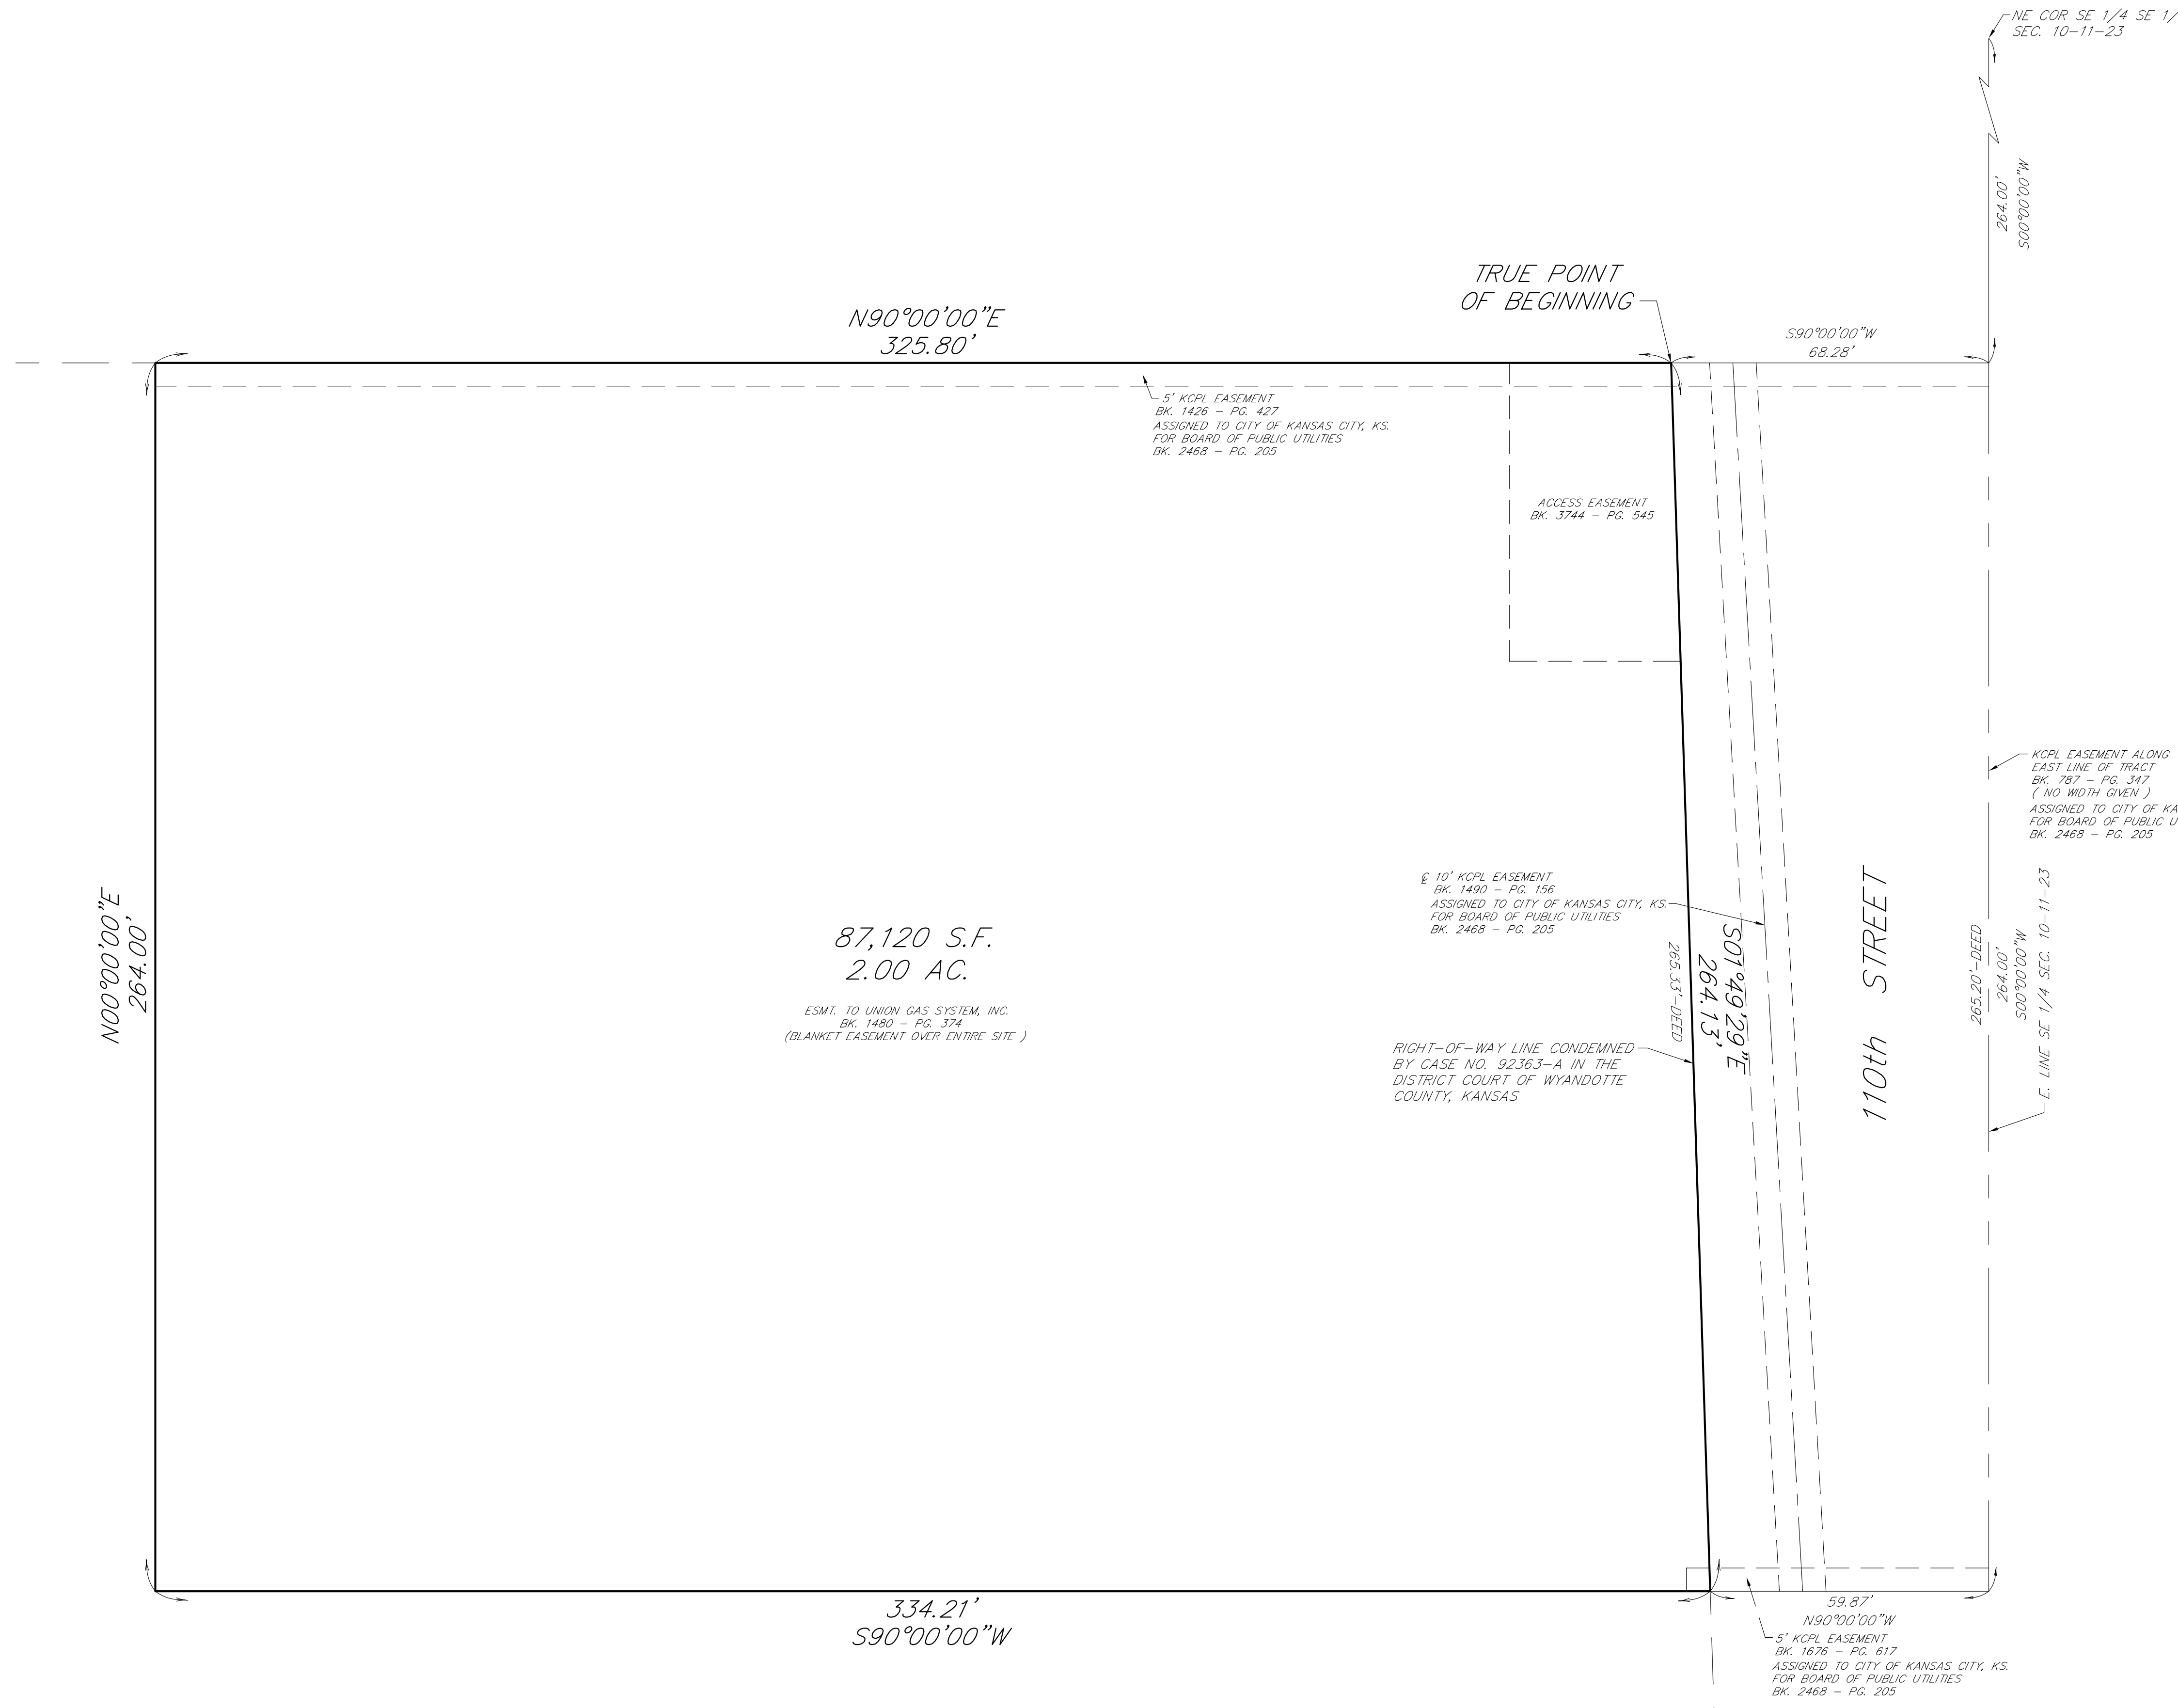 NE COR SE 1/4 SE 1/
SEC. 10-11-23
264.00'
S00°00'00"W
TRUE POINT
OF BEGINNING
N90°00'00"E
325.80'
S90°00'00"W
68.28'
5' KCPL EASEMENT
BK. 1426 - PG. 427
ASSIGNED TO CITY OF KANSAS CITY, KS.
FOR BOARD OF PUBLIC UTILITIES
BK. 2468 - PG. 205
ACCESS EASEMENT
BK. 3744 - PG. 545
KCPL EASEMENT ALONG
EAST LINE OF TRACT
BK. 787 - PG. 347
( NO WIDTH GIVEN )
ASSIGNED TO CITY OF KA
FOR BOARD OF PUBLIC U
BK. 2468 - PG. 205
℄ 10' KCPL EASEMENT
BK. 1490 - PG. 156
ASSIGNED TO CITY OF KANSAS CITY, KS.
FOR BOARD OF PUBLIC UTILITIES
BK. 2468 - PG. 205
N00°00'00"E
264.00'
87,120 S.F.
2.00 AC.
ESMT. TO UNION GAS SYSTEM, INC.
BK. 1480 - PG. 374
(BLANKET EASEMENT OVER ENTIRE SITE )
265.33'-DEED
S01°49'29"E
264.13'
110th STREET
265.20'-DEED
264.00'
S00°00'00"W
E. LINE SE 1/4 SEC. 10-11-23
RIGHT-OF-WAY LINE CONDEMNED
BY CASE NO. 92363-A IN THE
DISTRICT COURT OF WYANDOTTE
COUNTY, KANSAS
334.21'
S90°00'00"W
59.87'
N90°00'00"W
5' KCPL EASEMENT
BK. 1676 - PG. 617
ASSIGNED TO CITY OF KANSAS CITY, KS.
FOR BOARD OF PUBLIC UTILITIES
BK. 2468 - PG. 205